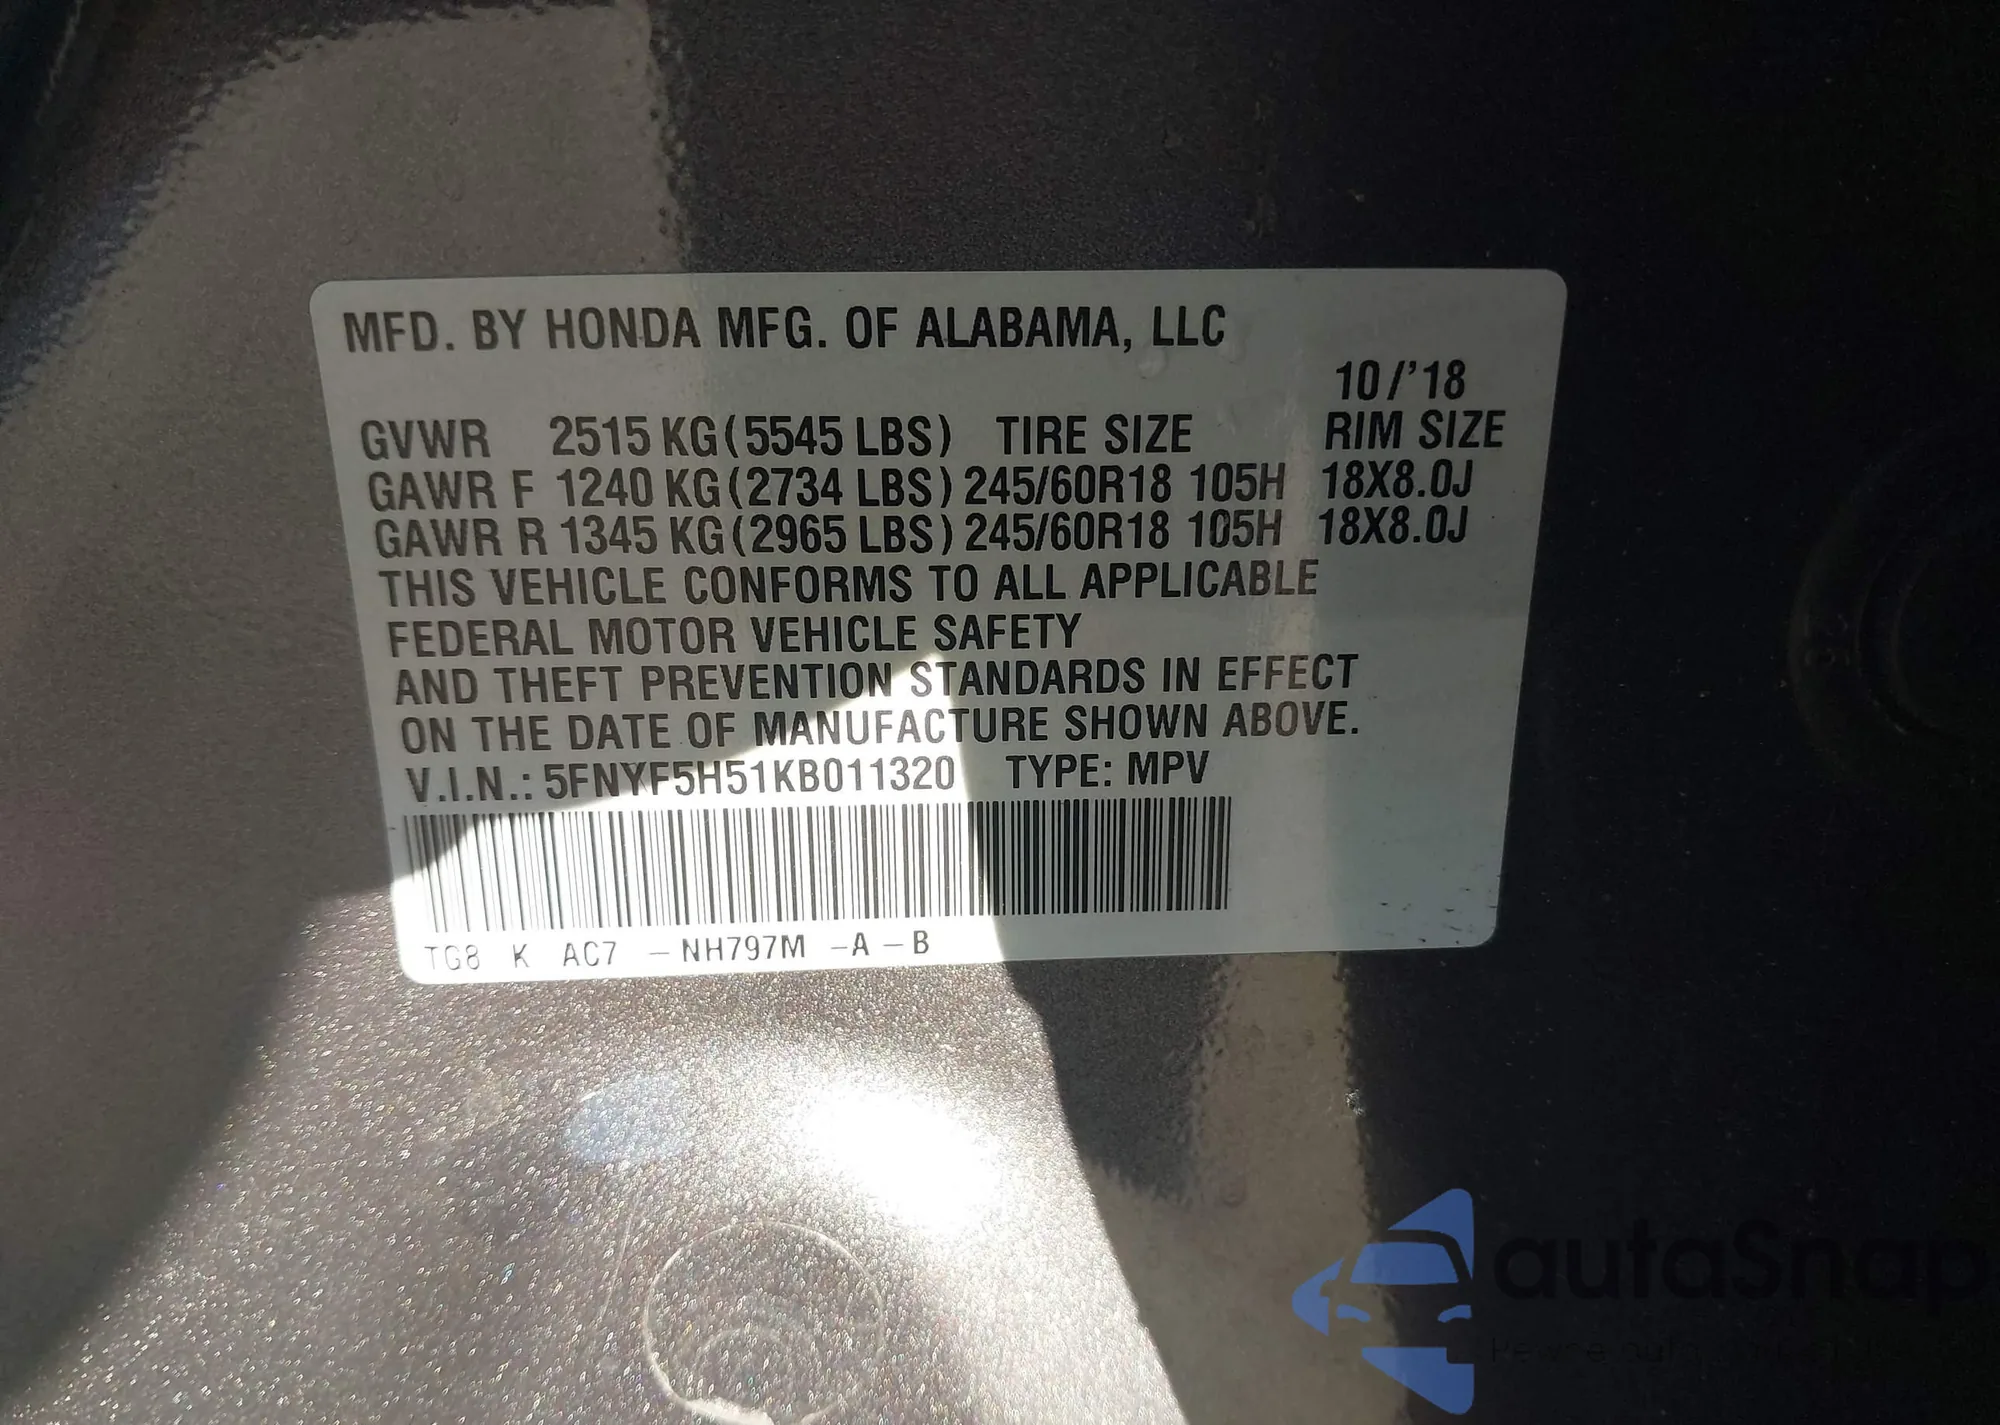 MFD. BY HONDA MFG. OF ALABAMA, LLC
10/'18
GVWR 2515 KG (5545 LBS) TIRE SIZE RIM SIZE
GAWR F 1240 KG (2734 LBS) 245/60R18 105H 18X8.0J
GAWR R 1345 KG (2965 LBS) 245/60R18 105H 18X8.0J
THIS VEHICLE CONFORMS TO ALL APPLICABLE
FEDERAL MOTOR VEHICLE SAFETY
AND THEFT PREVENTION STANDARDS IN EFFECT
ON THE DATE OF MANUFACTURE SHOWN ABOVE.
V.I.N.: 5FNYF5H51KB011320 TYPE: MPV
TG8 K AC7 – NH797M – A – B
autaSnap